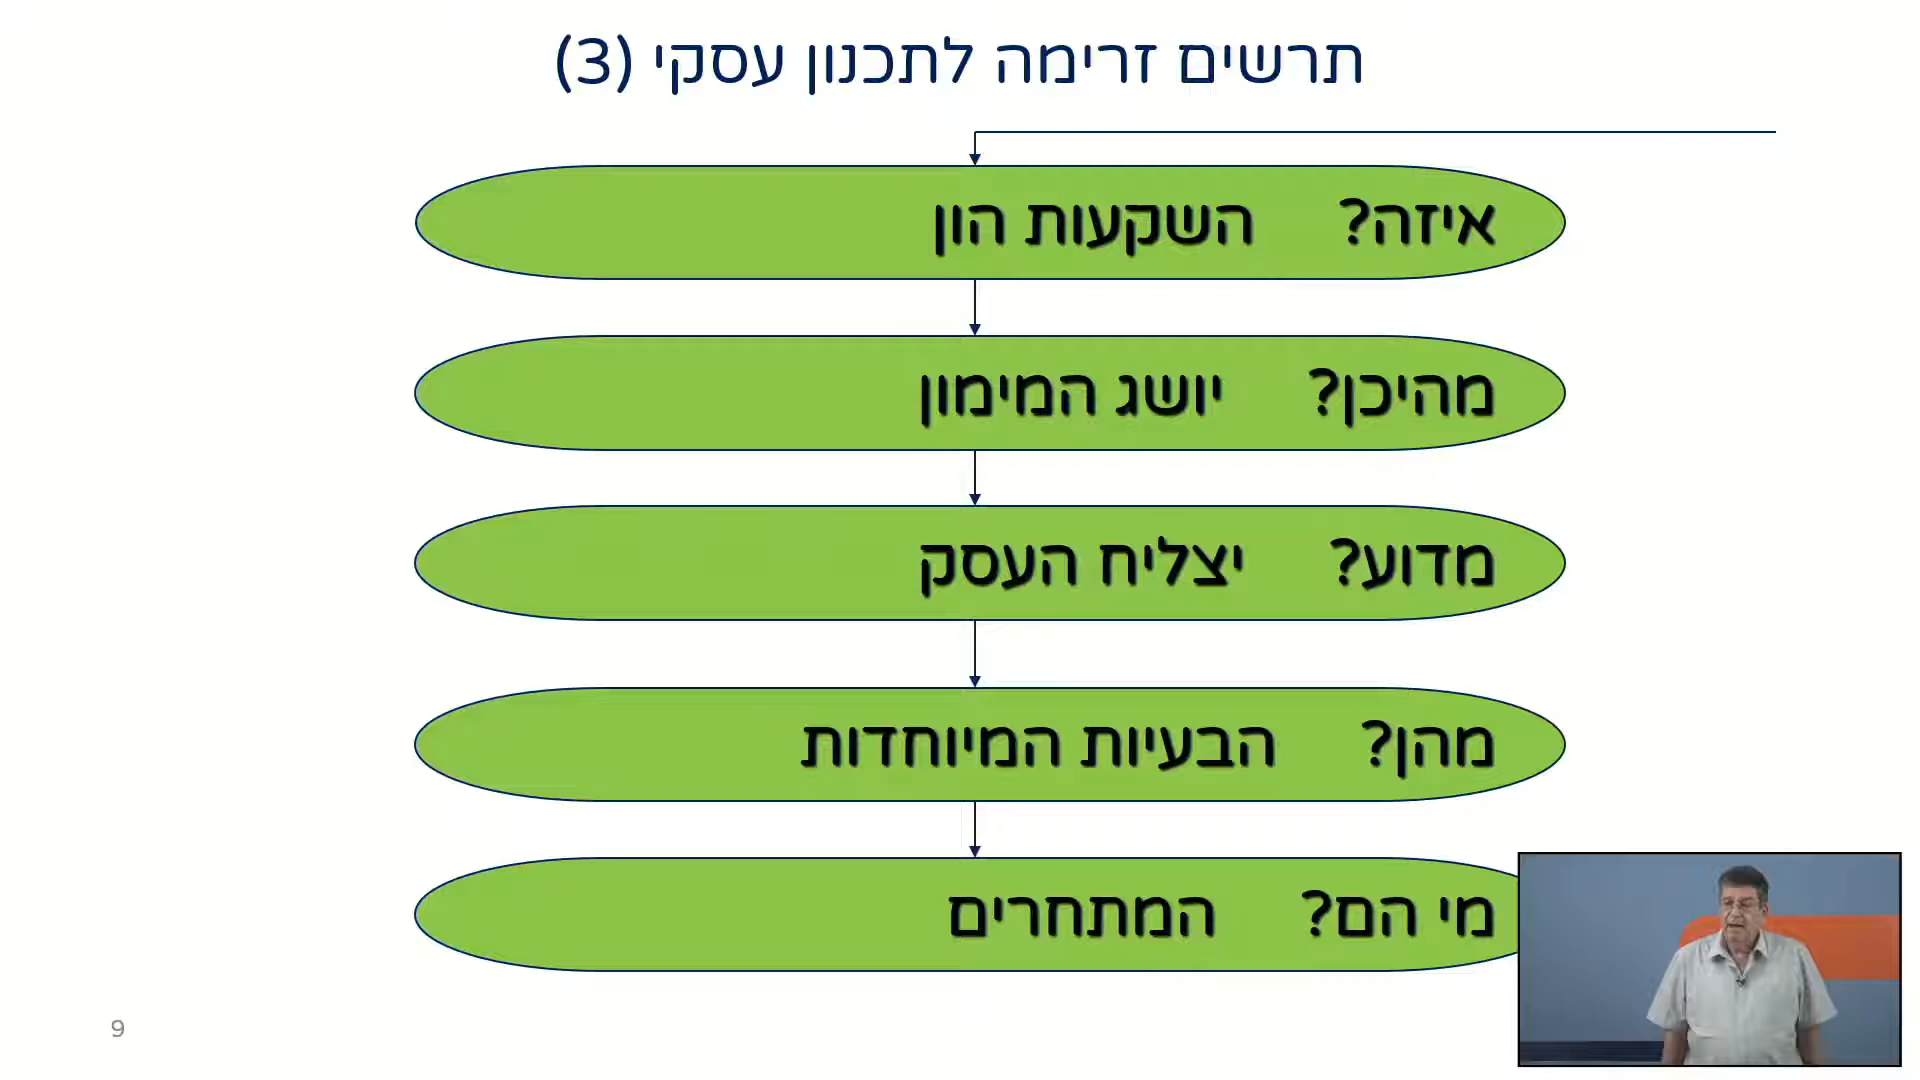 תרשים זרימה לתכנון עסקי (3)
איזה? השקעות הון
מהיכן? יושג המימון
מדוע? יצליח העסק
מהן? הבעיות המיוחדות
מי הם? המתחרים
9